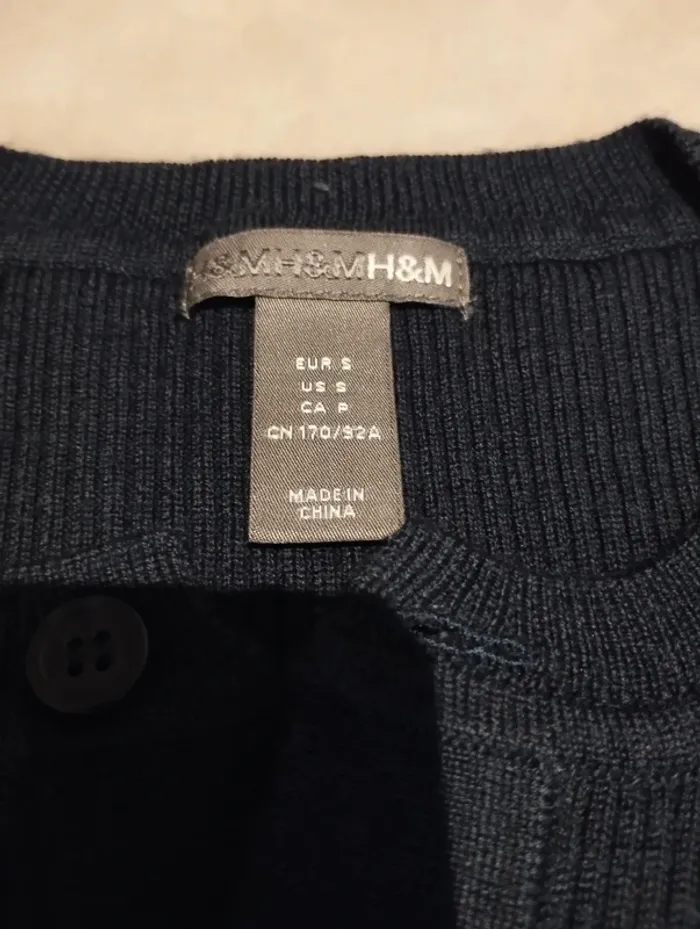 &MH&MH&M
EUR S
US S
CA P
CN 170/92A
MADE IN
CHINA